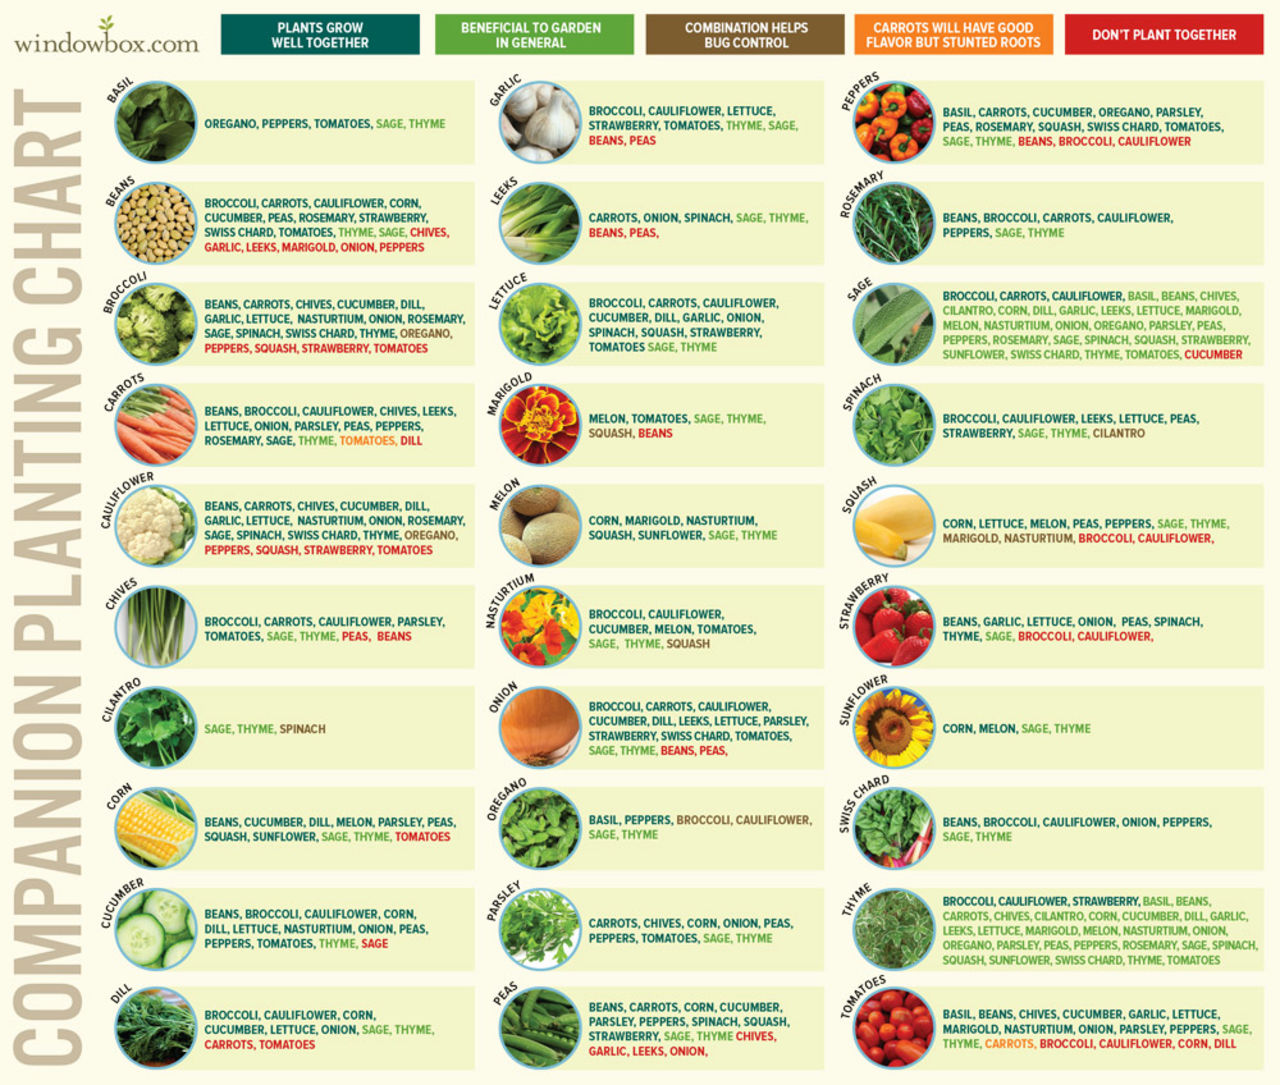 windowbox.com
PLANTS GROW
WELL TOGETHER
BENEFICIAL TO GARDEN
IN GENERAL
COMBINATION HELPS
BUG CONTROL
CARROTS WILL HAVE GOOD
FLAVOR BUT STUNTED ROOTS
DON'T PLANT TOGETHER
COMPANION PLANTING CHART
BASIL
OREGANO, PEPPERS, TOMATOES, SAGE, THYME
BEANS
BROCCOLI, CARROTS, CAULIFLOWER, CORN,
CUCUMBER, PEAS, ROSEMARY, STRAWBERRY,
SWISS CHARD, TOMATOES, THYME, SAGE, CHIVES,
GARLIC, LEEKS, MARIGOLD, ONION, PEPPERS
BROCCOLI
BEANS, CARROTS, CHIVES, CUCUMBER, DILL,
GARLIC, LETTUCE, NASTURTIUM, ONION, ROSEMARY,
SAGE, SPINACH, SWISS CHARD, THYME, OREGANO,
PEPPERS, SQUASH, STRAWBERRY, TOMATOES
CARROTS
BEANS, BROCCOLI, CAULIFLOWER, CHIVES, LEEKS,
LETTUCE, ONION, PARSLEY, PEAS, PEPPERS,
ROSEMARY, SAGE, THYME, TOMATOES, DILL
CAULIFLOWER
BEANS, CARROTS, CHIVES, CUCUMBER, DILL,
GARLIC, LETTUCE, NASTURTIUM, ONION, ROSEMARY,
SAGE, SPINACH, SWISS CHARD, THYME, OREGANO,
PEPPERS, SQUASH, STRAWBERRY, TOMATOES
CHIVES
BROCCOLI, CARROTS, CAULIFLOWER, PARSLEY,
TOMATOES, SAGE, THYME, PEAS, BEANS
CILANTRO
SAGE, THYME, SPINACH
CORN
BEANS, CUCUMBER, DILL, MELON, PARSLEY, PEAS,
SQUASH, SUNFLOWER, SAGE, THYME, TOMATOES
CUCUMBER
BEANS, BROCCOLI, CAULIFLOWER, CORN,
DILL, LETTUCE, NASTURTIUM, ONION, PEAS,
PEPPERS, TOMATOES, THYME, SAGE
DILL
BROCCOLI, CAULIFLOWER, CORN,
CUCUMBER, LETTUCE, ONION, SAGE, THYME,
CARROTS, TOMATOES
GARLIC
BROCCOLI, CAULIFLOWER, LETTUCE,
STRAWBERRY, TOMATOES, THYME, SAGE,
BEANS, PEAS
LEEKS
CARROTS, ONION, SPINACH, SAGE, THYME,
BEANS, PEAS,
LETTUCE
BROCCOLI, CARROTS, CAULIFLOWER,
CUCUMBER, DILL, GARLIC, ONION,
SPINACH, SQUASH, STRAWBERRY,
TOMATOES SAGE, THYME
MARIGOLD
MELON, TOMATOES, SAGE, THYME,
SQUASH, BEANS
MELON
CORN, MARIGOLD, NASTURTIUM,
SQUASH, SUNFLOWER, SAGE, THYME
NASTURTIUM
BROCCOLI, CAULIFLOWER,
CUCUMBER, MELON, TOMATOES,
SAGE, THYME, SQUASH
ONION
BROCCOLI, CARROTS, CAULIFLOWER,
CUCUMBER, DILL, LEEKS, LETTUCE, PARSLEY,
STRAWBERRY, SWISS CHARD, TOMATOES,
SAGE, THYME, BEANS, PEAS,
OREGANO
BASIL, PEPPERS, BROCCOLI, CAULIFLOWER,
SAGE, THYME
PARSLEY
CARROTS, CHIVES, CORN, ONION, PEAS,
PEPPERS, TOMATOES, SAGE, THYME
PEAS
BEANS, CARROTS, CORN, CUCUMBER,
PARSLEY, PEPPERS, SPINACH, SQUASH,
STRAWBERRY, SAGE, THYME CHIVES,
GARLIC, LEEKS, ONION,
PEPPERS
BASIL, CARROTS, CUCUMBER, OREGANO, PARSLEY,
PEAS, ROSEMARY, SQUASH, SWISS CHARD, TOMATOES,
SAGE, THYME, BEANS, BROCCOLI, CAULIFLOWER
ROSEMARY
BEANS, BROCCOLI, CARROTS, CAULIFLOWER,
PEPPERS, SAGE, THYME
SAGE
BROCCOLI, CARROTS, CAULIFLOWER, BASIL, BEANS, CHIVES,
CILANTRO, CORN, DILL, GARLIC, LEEKS, LETTUCE, MARIGOLD,
MELON, NASTURTIUM, ONION, OREGANO, PARSLEY, PEAS,
PEPPERS, ROSEMARY, SAGE, SPINACH, SQUASH, STRAWBERRY,
SUNFLOWER, SWISS CHARD, THYME, TOMATOES, CUCUMBER
SPINACH
BROCCOLI, CAULIFLOWER, LEEKS, LETTUCE, PEAS,
STRAWBERRY, SAGE, THYME, CILANTRO
SQUASH
CORN, LETTUCE, MELON, PEAS, PEPPERS, SAGE, THYME,
MARIGOLD, NASTURTIUM, BROCCOLI, CAULIFLOWER,
STRAWBERRY
BEANS, GARLIC, LETTUCE, ONION, PEAS, SPINACH,
THYME, SAGE, BROCCOLI, CAULIFLOWER,
SUNFLOWER
CORN, MELON, SAGE, THYME
SWISS CHARD
BEANS, BROCCOLI, CAULIFLOWER, ONION, PEPPERS,
SAGE, THYME
THYME
BROCCOLI, CAULIFLOWER, STRAWBERRY, BASIL, BEANS,
CARROTS, CHIVES, CILANTRO, CORN, CUCUMBER, DILL, GARLIC,
LEEKS, LETTUCE, MARIGOLD, MELON, NASTURTIUM, ONION,
OREGANO, PARSLEY, PEAS, PEPPERS, ROSEMARY, SAGE, SPINACH,
SQUASH, SUNFLOWER, SWISS CHARD, THYME, TOMATOES
TOMATOES
BASIL, BEANS, CHIVES, CUCUMBER, GARLIC, LETTUCE,
MARIGOLD, NASTURTIUM, ONION, PARSLEY, PEPPERS, SAGE,
THYME, CARROTS, BROCCOLI, CAULIFLOWER, CORN, DILL